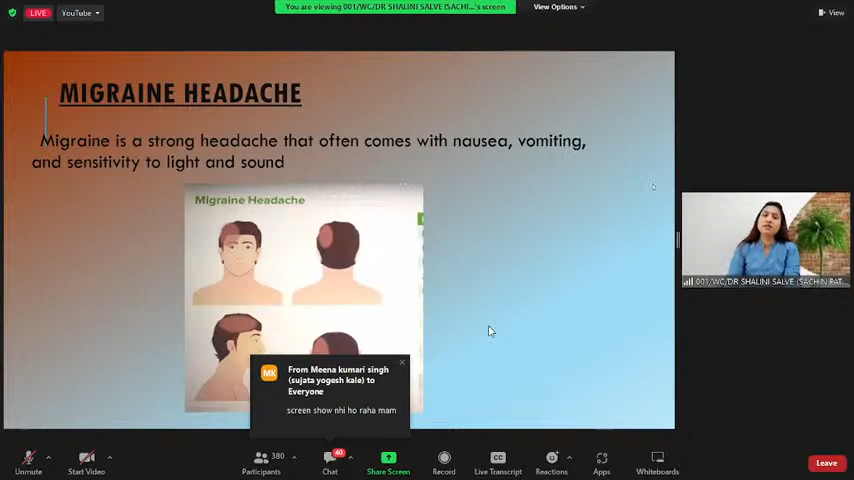 LIVE
YouTube
You are viewing 001/WC/DR SHALINI SALVE (SACHI...'s screen
View Options
View
MIGRAINE HEADACHE
Migraine is a strong headache that often comes with nausea, vomiting,
and sensitivity to light and sound
Migraine Headache
001/WC/DR SHALINI SALVE (SACHIN PAT...
MK
From Meena kumari singh
(sujata yogesh kale) to
Everyone
screen show nhi ho raha mam
380
40
Unmute
Start Video
Participants
Chat
Share Screen
Record
CC
Live Transcript
Reactions
Apps
Whiteboards
Leave